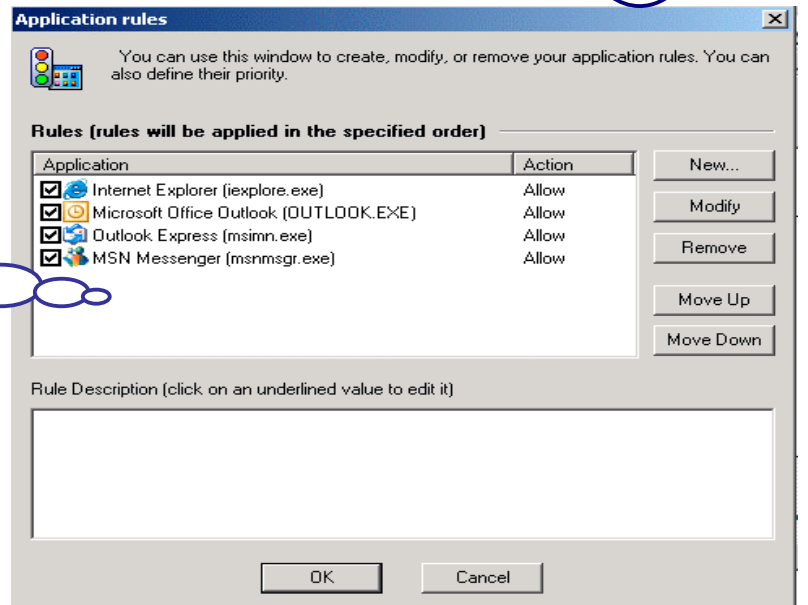 Application rules
You can use this window to create, modify, or remove your application rules. You can
also define their priority.
Rules (rules will be applied in the specified order)
Application Action
Internet Explorer (iexplore.exe) Allow
Microsoft Office Outlook (OUTLOOK.EXE) Allow
Outlook Express (msimn.exe) Allow
MSN Messenger (msnmsgr.exe) Allow
New...
Modify
Remove
Move Up
Move Down
Rule Description (click on an underlined value to edit it)
OK Cancel